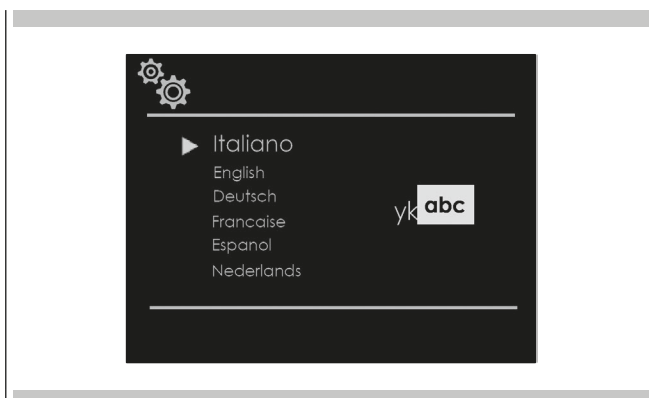 Italiano
English
Deutsch
Francaise
Espanol
Nederlands
yk abc